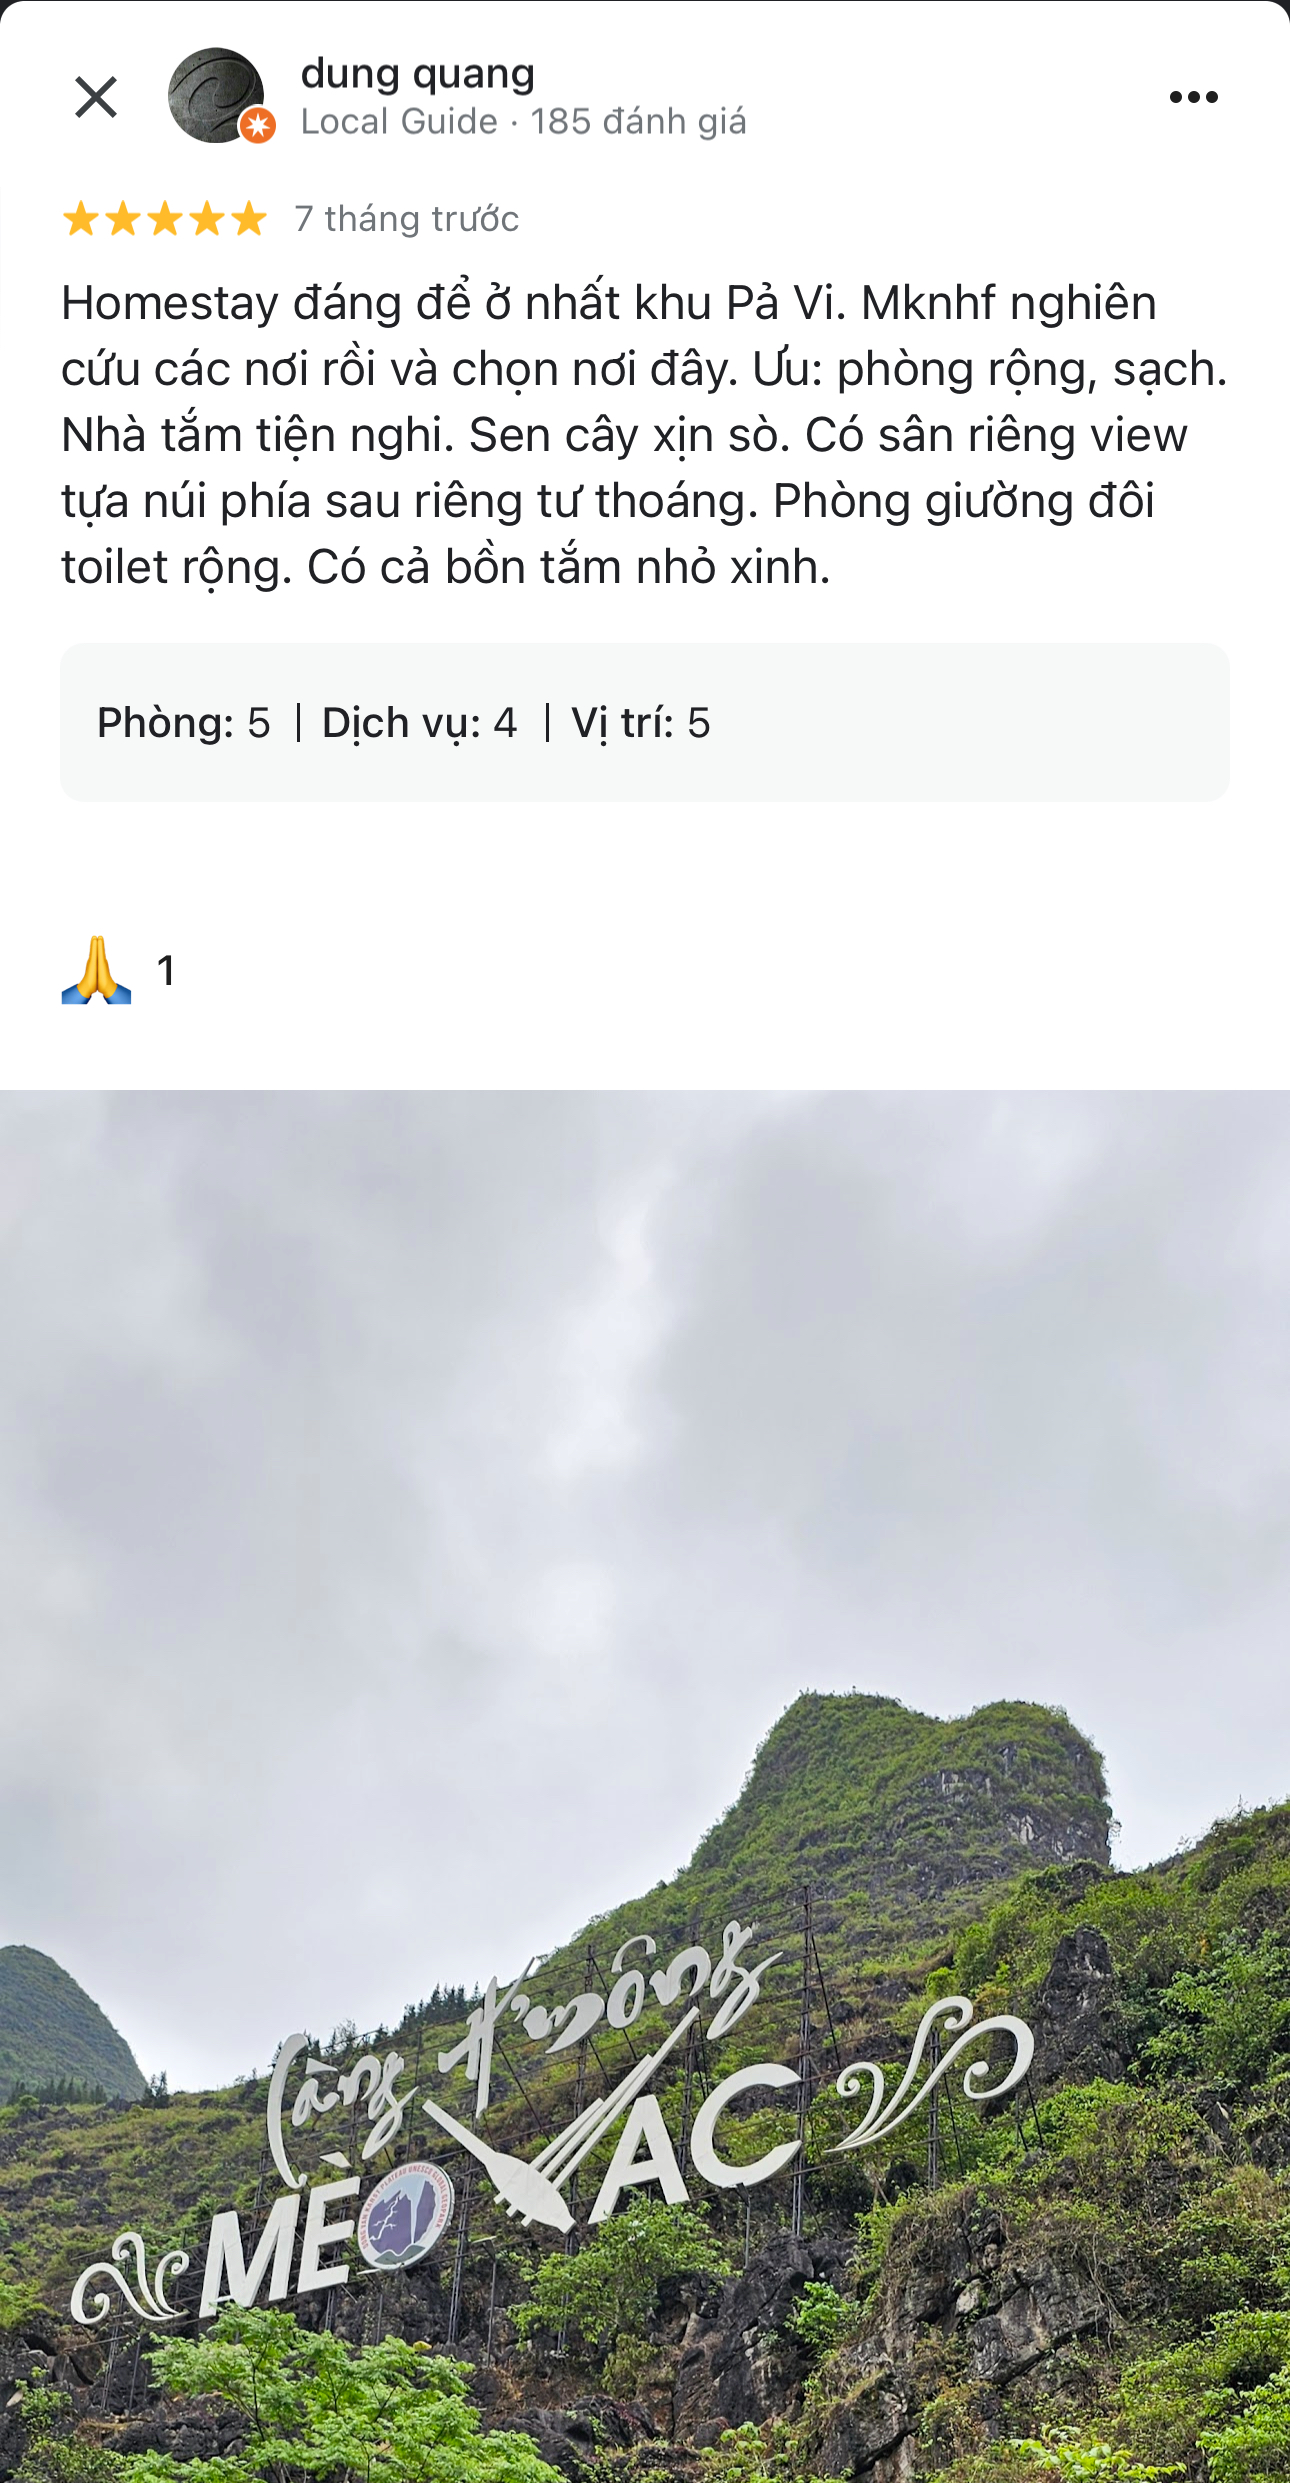 dung quang
Local Guide · 185 đánh giá
7 tháng trước
Homestay đáng để ở nhất khu Pả Vi. Mknhf nghiên
cứu các nơi rồi và chọn nơi đây. Ưu: phòng rộng, sạch.
Nhà tắm tiện nghi. Sen cây xịn sò. Có sân riêng view
tựa núi phía sau riêng tư thoáng. Phòng giường đôi
toilet rộng. Có cả bồn tắm nhỏ xinh.
Phòng: 5 | Dịch vụ: 4 | Vị trí: 5
🙏 1
Làng H'mông
MÈO VẠC